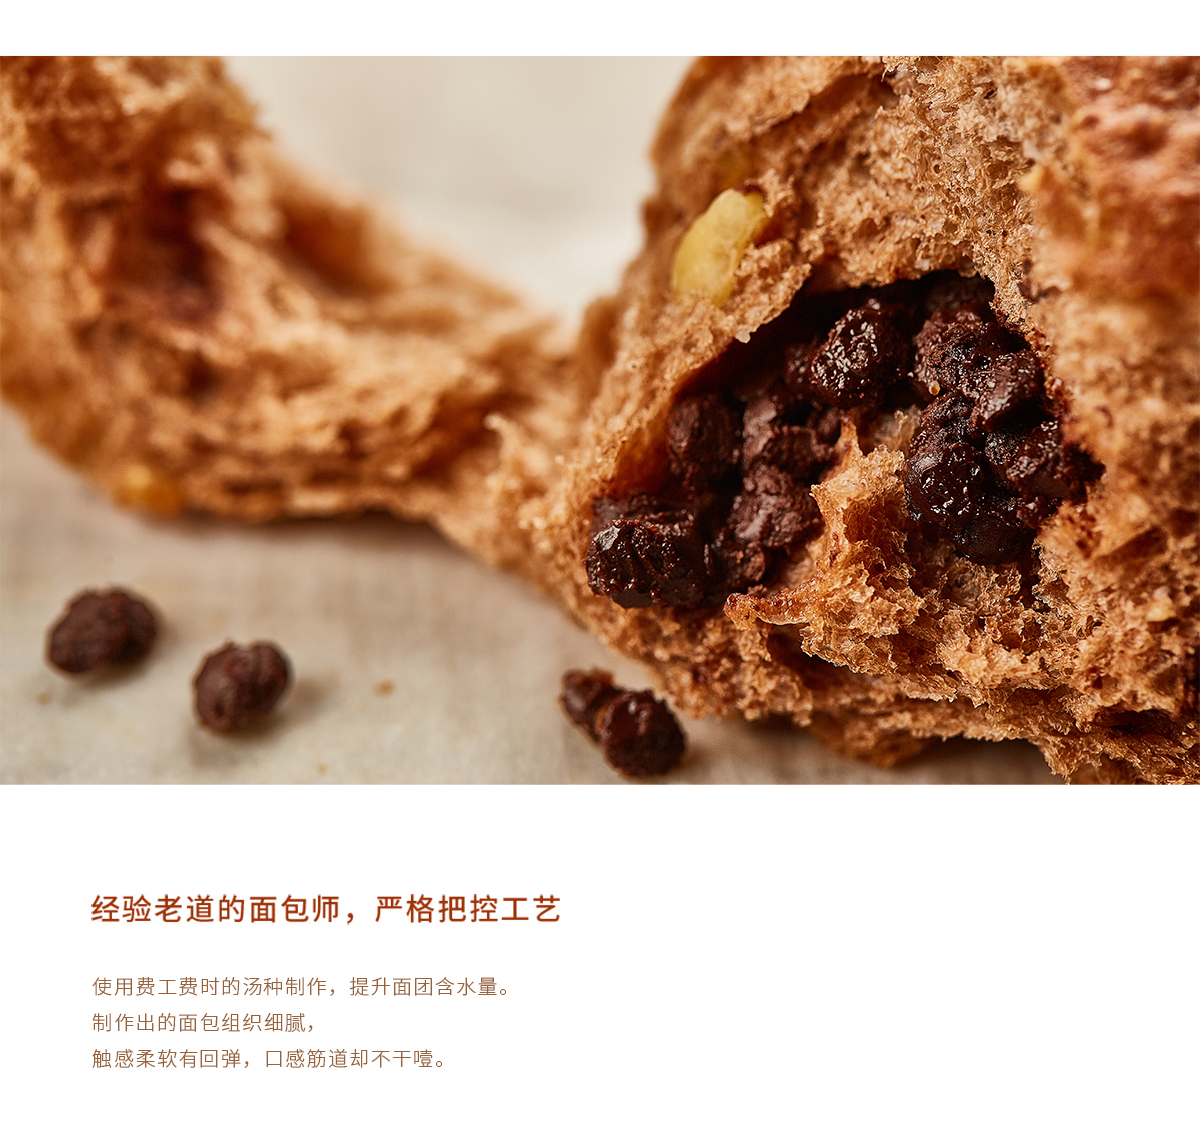 经验老道的面包师，严格把控工艺
使用费工费时的汤种制作，提升面团含水量。
制作出的面包组织细腻，
触感柔软有回弹，口感筋道却不干噎。